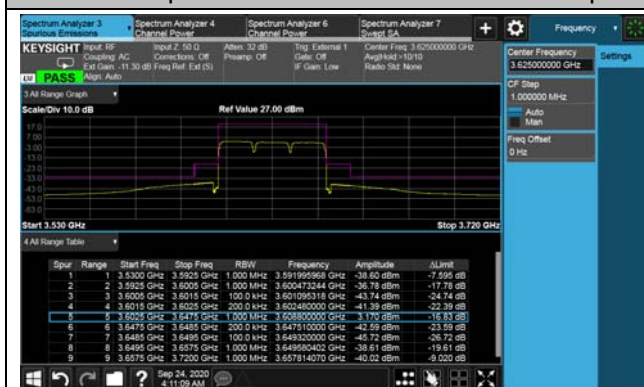 Spectrum Analyzer 3
Spurious Emissions
Spectrum Analyzer 4
Channel Power
Spectrum Analyzer 6
Channel Power
Spectrum Analyzer 7
Swept SA
+
Frequency
KEYSIGHT
Input: RF
Coupling: AC
Ext Gain: -11.30 dB
Align: Auto
Input Z: 50 Ω
Corrections: Off
Freq Ref: Ext (S)
Atten: 32 dB
Preamp: Off
Trig: External 1
Gate: Off
IF Gain: Low
Center Freq: 3.625000000 GHz
Avg|Hold: >10/10
Radio Std: None
PASS
Center Frequency
3.625000000 GHz
Settings
CF Step
1.000000 MHz
Auto
Man
Freq Offset
0 Hz
3 All Range Graph
Scale/Div 10.0 dB
Ref Value 27.00 dBm
17.0
7.00
-3.00
-13.0
-23.0
-33.0
-43.0
-53.0
-63.0
Start 3.530 GHz
Stop 3.720 GHz
4 All Range Table
Spur Range Start Freq Stop Freq RBW Frequency Amplitude ΔLimit
1 1 3.5300 GHz 3.5925 GHz 1.000 MHz 3.591995968 GHz -38.60 dBm -7.595 dB
2 2 3.5925 GHz 3.6005 GHz 1.000 MHz 3.600473244 GHz -36.78 dBm -17.78 dB
3 3 3.6005 GHz 3.6015 GHz 100.0 kHz 3.601095318 GHz -43.74 dBm -24.74 dB
4 4 3.6015 GHz 3.6025 GHz 200.0 kHz 3.602480000 GHz -41.39 dBm -22.39 dB
5 5 3.6025 GHz 3.6475 GHz 1.000 MHz 3.608800000 GHz 3.170 dBm -16.83 dB
6 6 3.6475 GHz 3.6485 GHz 200.0 kHz 3.647510000 GHz -42.59 dBm -23.59 dB
7 7 3.6485 GHz 3.6495 GHz 100.0 kHz 3.649320000 GHz -45.72 dBm -26.72 dB
8 8 3.6495 GHz 3.6575 GHz 1.000 MHz 3.649580402 GHz -38.61 dBm -19.61 dB
9 9 3.6575 GHz 3.7200 GHz 1.000 MHz 3.657814070 GHz -40.02 dBm -9.020 dB
?
Sep 24, 2020
4:11:09 AM